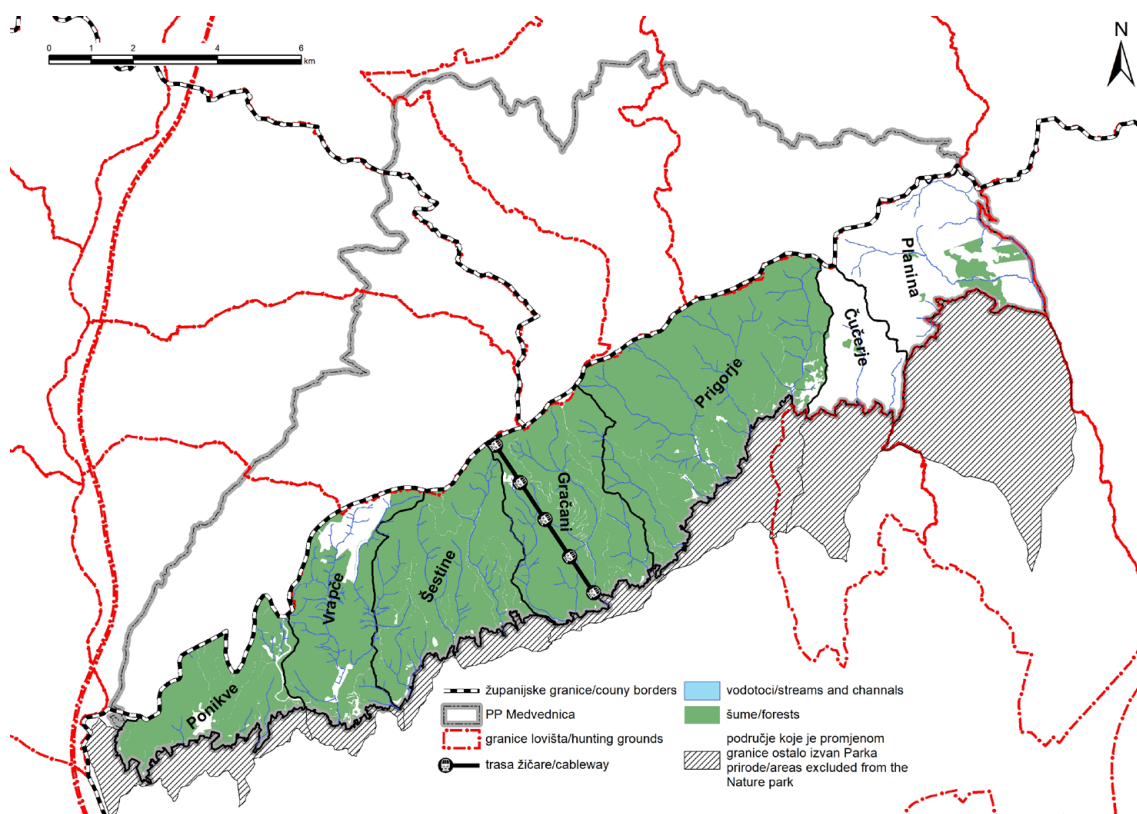 0 1 2 4 6
km
N
Planina
Čučerje
Prigorje
Gračani
Šestine
Vrapče
Ponikve
županijske granice/couny borders
PP Medvednica
granice lovišta/hunting grounds
trasa žičare/cableway
vodotoci/streams and channals
šume/forests
područje koje je promjenom
granice ostalo izvan Parka
prirode/areas excluded from the
Nature park